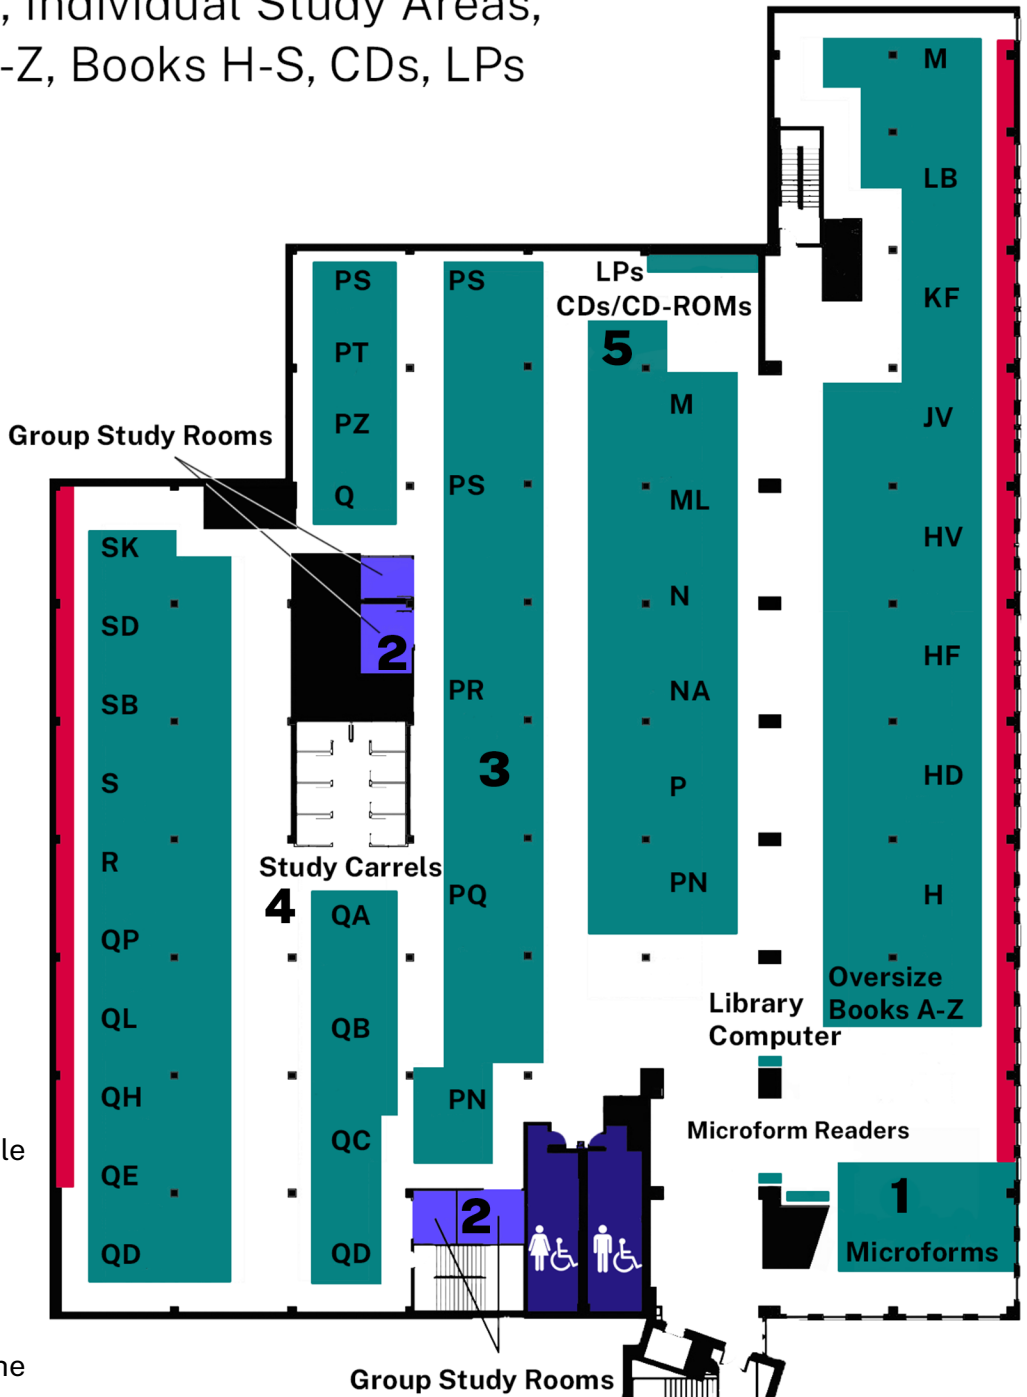 , Individual Study Areas,
-Z, Books H-S, CDs, LPs
M
LB
KF
JV
HV
HF
HD
H
Oversize
Books A-Z
LPs
CDs/CD-ROMs
5
M
ML
N
NA
P
PN
PS
PS
PR
3
PQ
PN
PS
PT
PZ
Q
Group Study Rooms
2
Study Carrels
4
QA
QB
QC
QD
SK
SD
SB
S
R
QP
QL
QH
QE
QD
Library
Computer
Microform Readers
1
Microforms
2
Group Study Rooms
le
ne